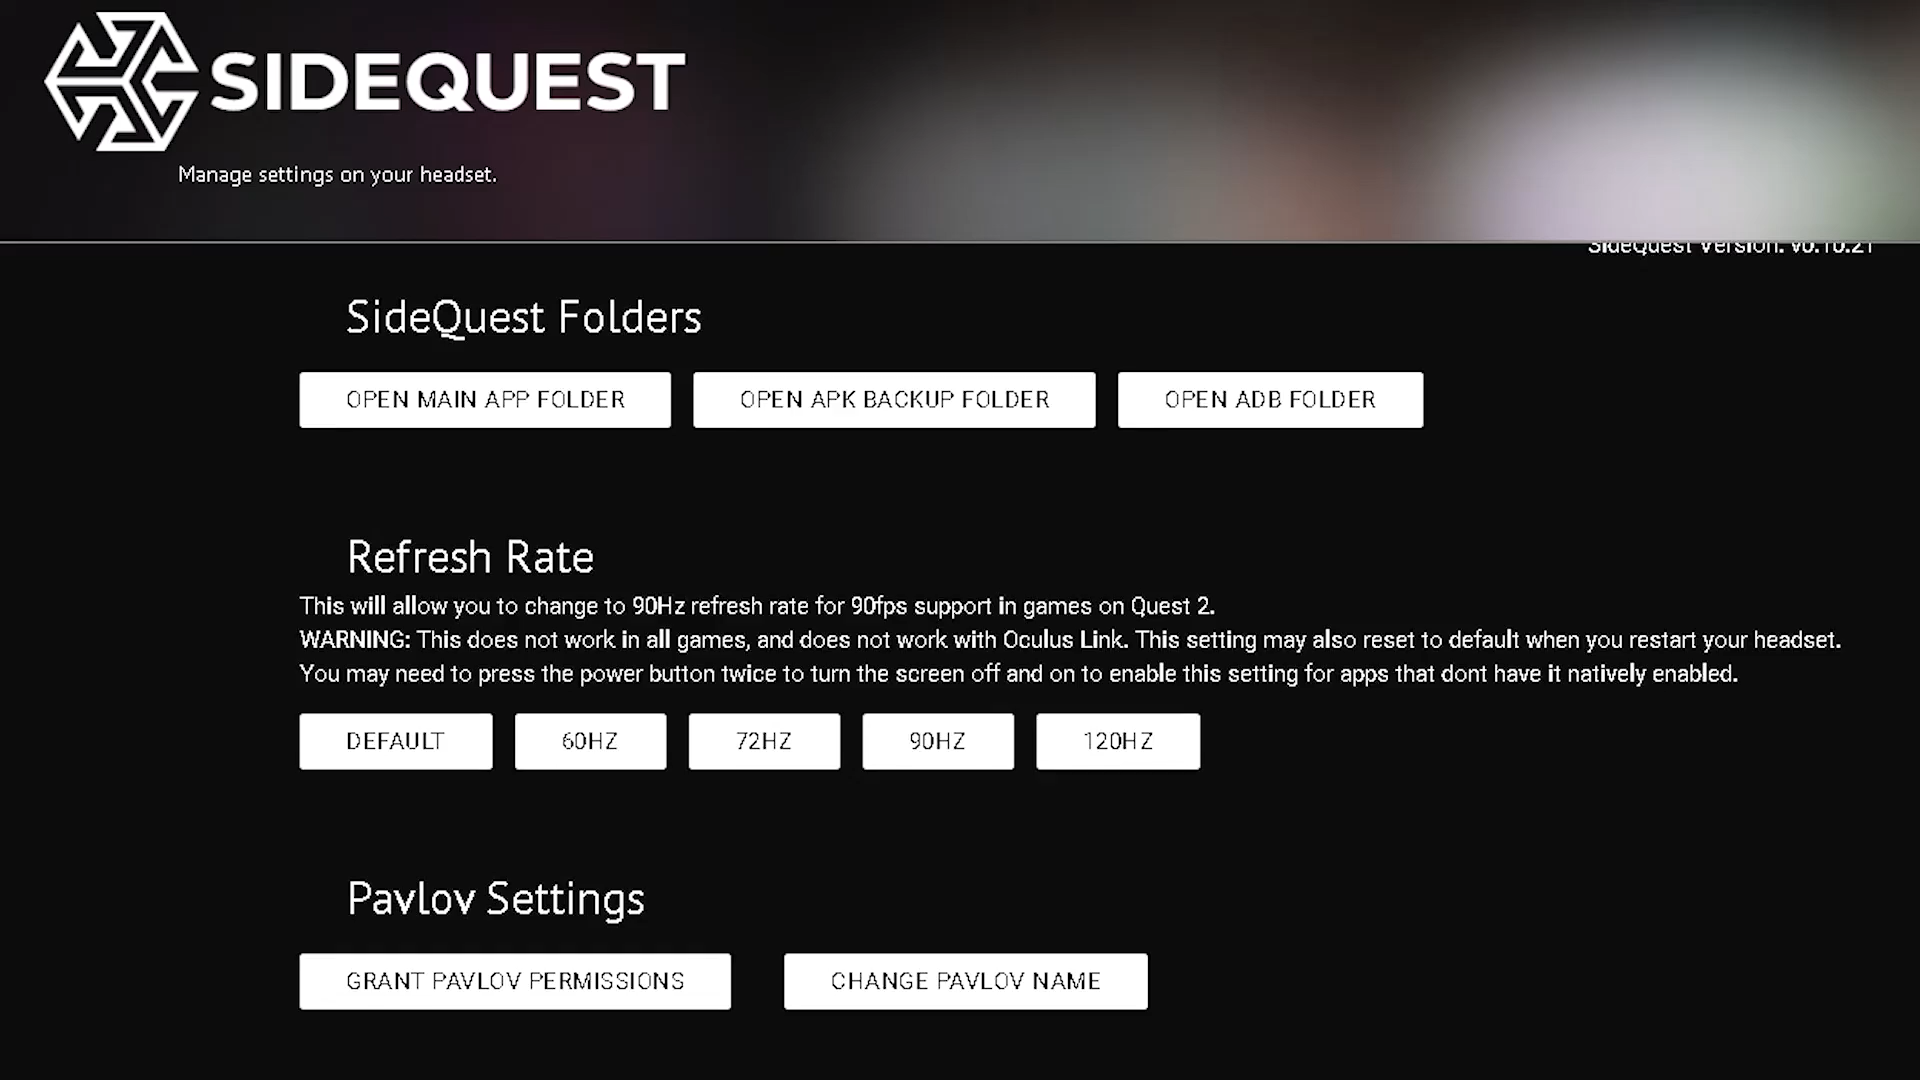 SIDEQUEST
Manage settings on your headset.
SideQuest Version: v0.10.21
SideQuest Folders
OPEN MAIN APP FOLDER
OPEN APK BACKUP FOLDER
OPEN ADB FOLDER
Refresh Rate
This will allow you to change to 90Hz refresh rate for 90fps support in games on Quest 2.
WARNING: This does not work in all games, and does not work with Oculus Link. This setting may also reset to default when you restart your headset.
You may need to press the power button twice to turn the screen off and on to enable this setting for apps that dont have it natively enabled.
DEFAULT
60HZ
72HZ
90HZ
120HZ
Pavlov Settings
GRANT PAVLOV PERMISSIONS
CHANGE PAVLOV NAME